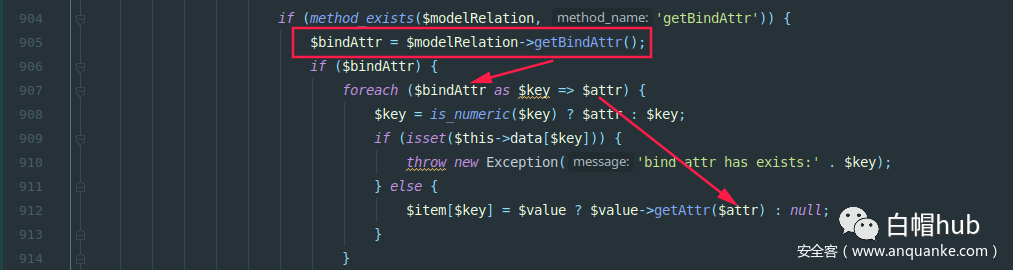 904 if (method_exists($modelRelation, method_name: 'getBindAttr')) {
905 $bindAttr = $modelRelation->getBindAttr();
906 if ($bindAttr) {
907 foreach ($bindAttr as $key => $attr) {
908 $key = is_numeric($key) ? $attr : $key;
909 if (isset($this->data[$key])) {
910 throw new Exception( message: 'bind attr has exists:' . $key);
911 } else {
912 $item[$key] = $value ? $value->getAttr($attr) : null;
913 }
914 }
白帽hub
安全客（www.anquanke.com）